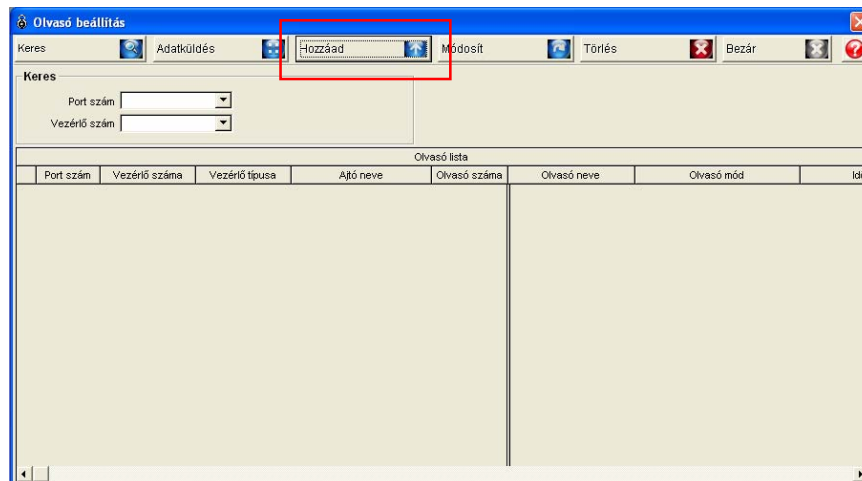 Olvasó beállítás
Keres Adatküldés Hozzáad Módosít Törlés Bezár ?
Keres
Port szám
Vezérlő szám
Olvasó lista
Port szám Vezérlő száma Vezérlő típusa Ajtó neve Olvasó száma Olvasó neve Olvasó mód Idő